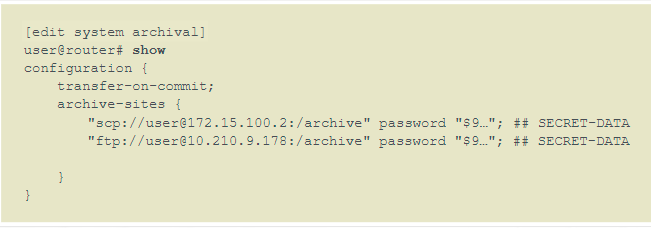 [edit system archival]
user@router# show
configuration {
    transfer-on-commit;
    archive-sites {
        "scp://user@172.15.100.2:/archive" password "$9…"; ## SECRET-DATA
        "ftp://user@10.210.9.178:/archive" password "$9…"; ## SECRET-DATA
    }
}